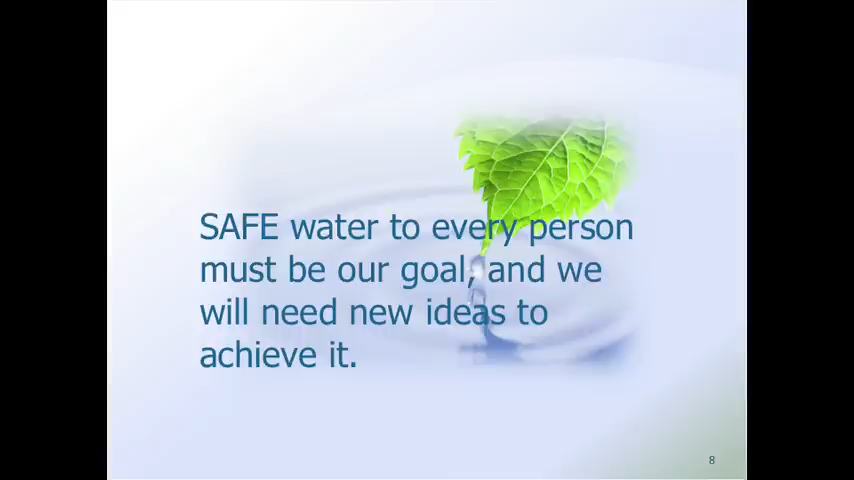 SAFE water to every person
must be our goal, and we
will need new ideas to
achieve it.
8